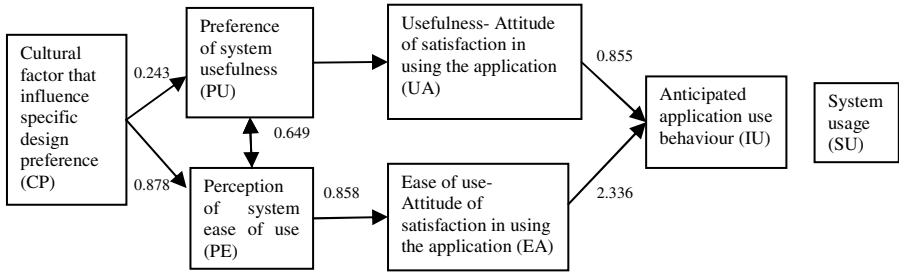 Cultural
factor that
influence
specific
design
preference
(CP)
0.243
0.878
Preference
of system
usefulness
(PU)
0.649
Perception
of system
ease of use
(PE)
0.858
Usefulness- Attitude
of satisfaction in
using the application
(UA)
Ease of use-
Attitude of
satisfaction in using
the application (EA)
0.855
2.336
Anticipated
application use
behaviour (IU)
System
usage
(SU)